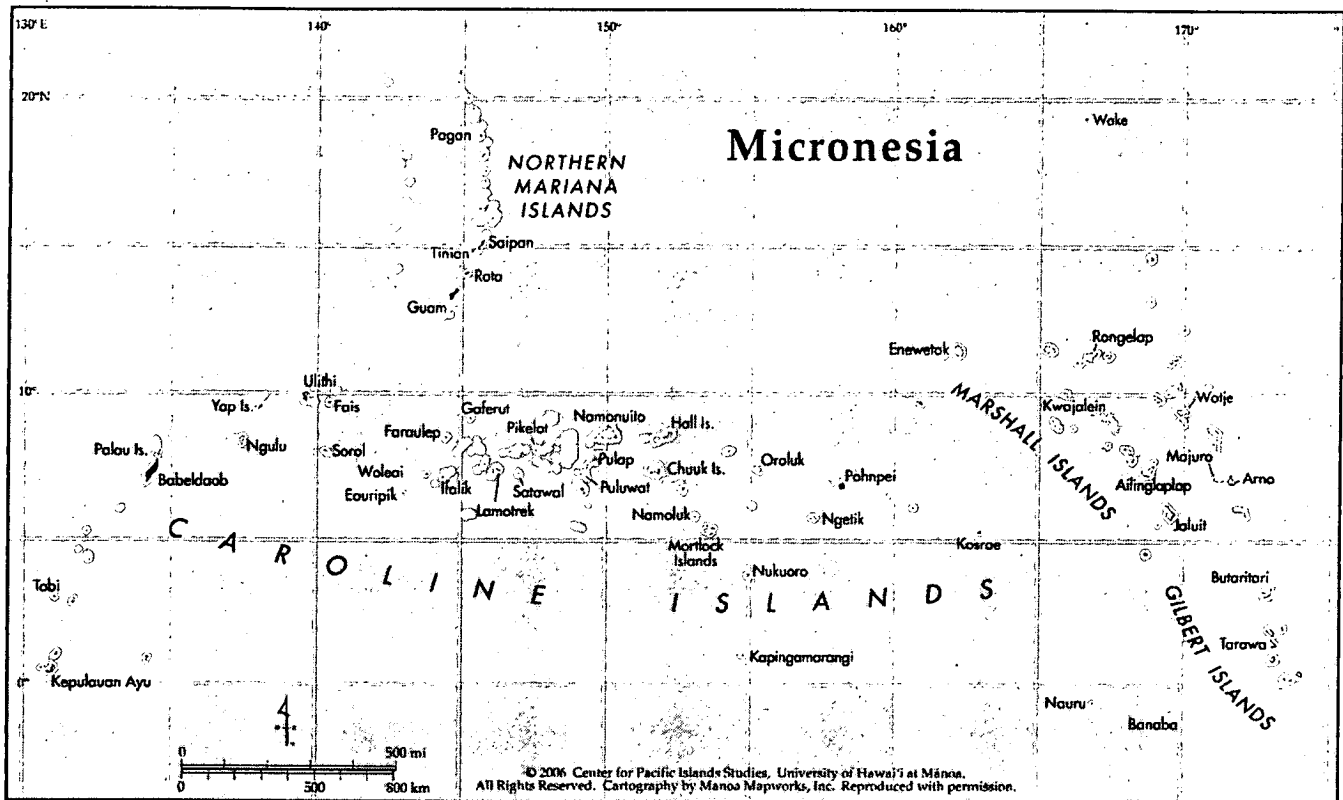 130° E
140°
150°
160°
170°
20°N
Wake
Pagan
Micronesia
NORTHERN
MARIANA
ISLANDS
Saipan
Tinian
Rota
Guam
Enewetok
Rongelap
10°
Ulithi
Yap Is.
Fais
Gaferut
Namonuito
MARSHALL ISLANDS
Kwajalein
Wotje
Faraulep
Pikelot
Hall Is.
Palau Is.
Ngulu
Sorol
Pulap
Chuuk Is.
Oroluk
Majuro
Woleai
Pohnpei
Babeldaob
Ifalik
Satawal
Puluwat
Ailinglaplap
Arno
Eauripik
Lamotrek
Namoluk
Ngetik
Jaluit
CAROLINE ISLANDS
Mortlock
Islands
Kosrae
Nukuoro
Butaritari
Tobi
GILBERT ISLANDS
Tarawa
Kapingamarangi
0°
Kepulauan Ayu
Nauru
Banaba
0 500 mi
0 500 800 km
© 2006 Center for Pacific Islands Studies, University of Hawai'i at Mānoa.
All Rights Reserved. Cartography by Manoa Mapworks, Inc. Reproduced with permission.